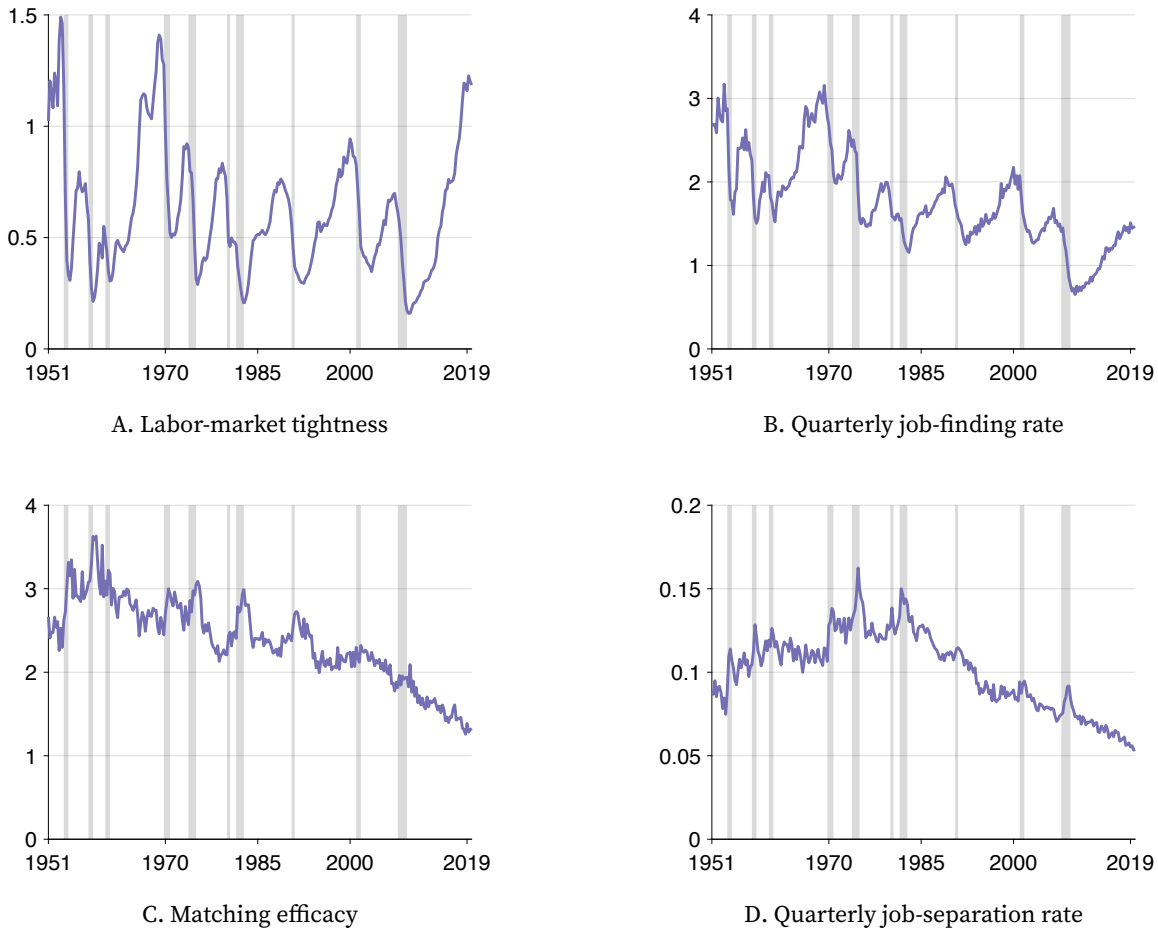 1.5
1
0.5
0
1951 1970 1985 2000 2019
A. Labor-market tightness
4
3
2
1
0
1951 1970 1985 2000 2019
B. Quarterly job-finding rate
4
3
2
1
0
1951 1970 1985 2000 2019
C. Matching efficacy
0.2
0.15
0.1
0.05
0
1951 1970 1985 2000 2019
D. Quarterly job-separation rate